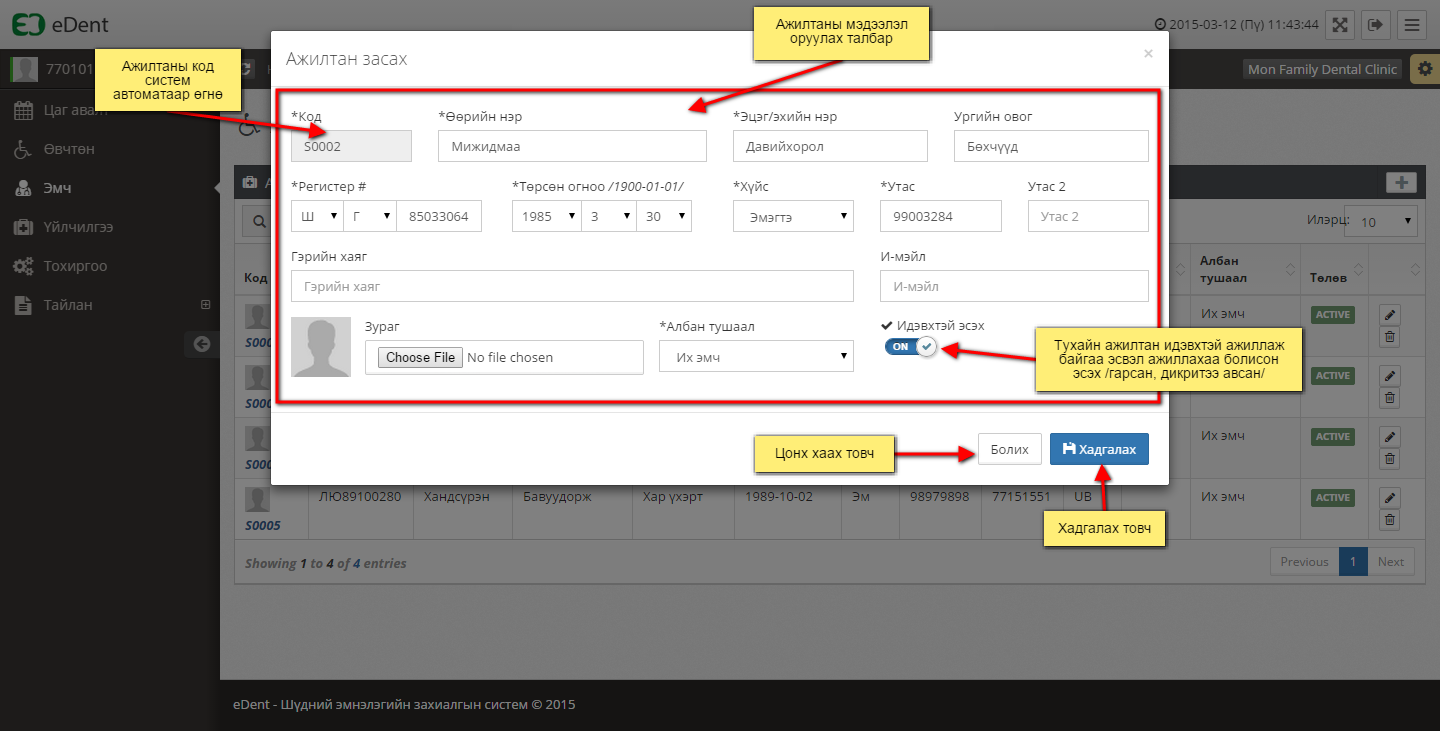 eDent
2015-03-12 (Пү) 11:43:44
770101
Mon Family Dental Clinic
Ажилтаны мэдээлэл
оруулах талбар
Ажилтаны код
систем
автоматаар өгнө
Ажилтан засах
×
Цаг ава
Өвчтөн
Эмч
Үйлчилгээ
Тохиргоо
Тайлан
*Код
*Өөрийн нэр
*Эцэг/эхийн нэр
Ургийн овог
S0002
Мижидмаа
Давийхорол
Бөхчүүд
*Регистер #
*Төрсөн огноо /1900-01-01/
*Хүйс
*Утас
Утас 2
Ш Г 85033064
1985 3 30
Эмэгтэ
99003284
Утас 2
Гэрийн хаяг
И-мэйл
Гэрийн хаяг
И-мэйл
Зураг
*Албан тушаал
Идэвхтэй эсэх
Choose File No file chosen
Их эмч
ON
Тухайн ажилтан идэвхтэй ажиллаж
байгаа эсвэл ажиллахаа болисон
эсэх /гарсан, дикритээ авсан/
Цонх хаах товч
Болих
Хадгалах
Хадгалах товч
Илэрц: 10
Код
Албан
тушаал
Төлөв
Их эмч ACTIVE
Их эмч ACTIVE
Их эмч ACTIVE
ЛЮ89100280 Хандсүрэн Бавуудорж Хар үхэрт 1989-10-02 Эм 98979898 77151551 UB Их эмч ACTIVE
S0005
Showing 1 to 4 of 4 entries
Previous 1 Next
eDent - Шүдний эмнэлэгийн захиалгын систем © 2015